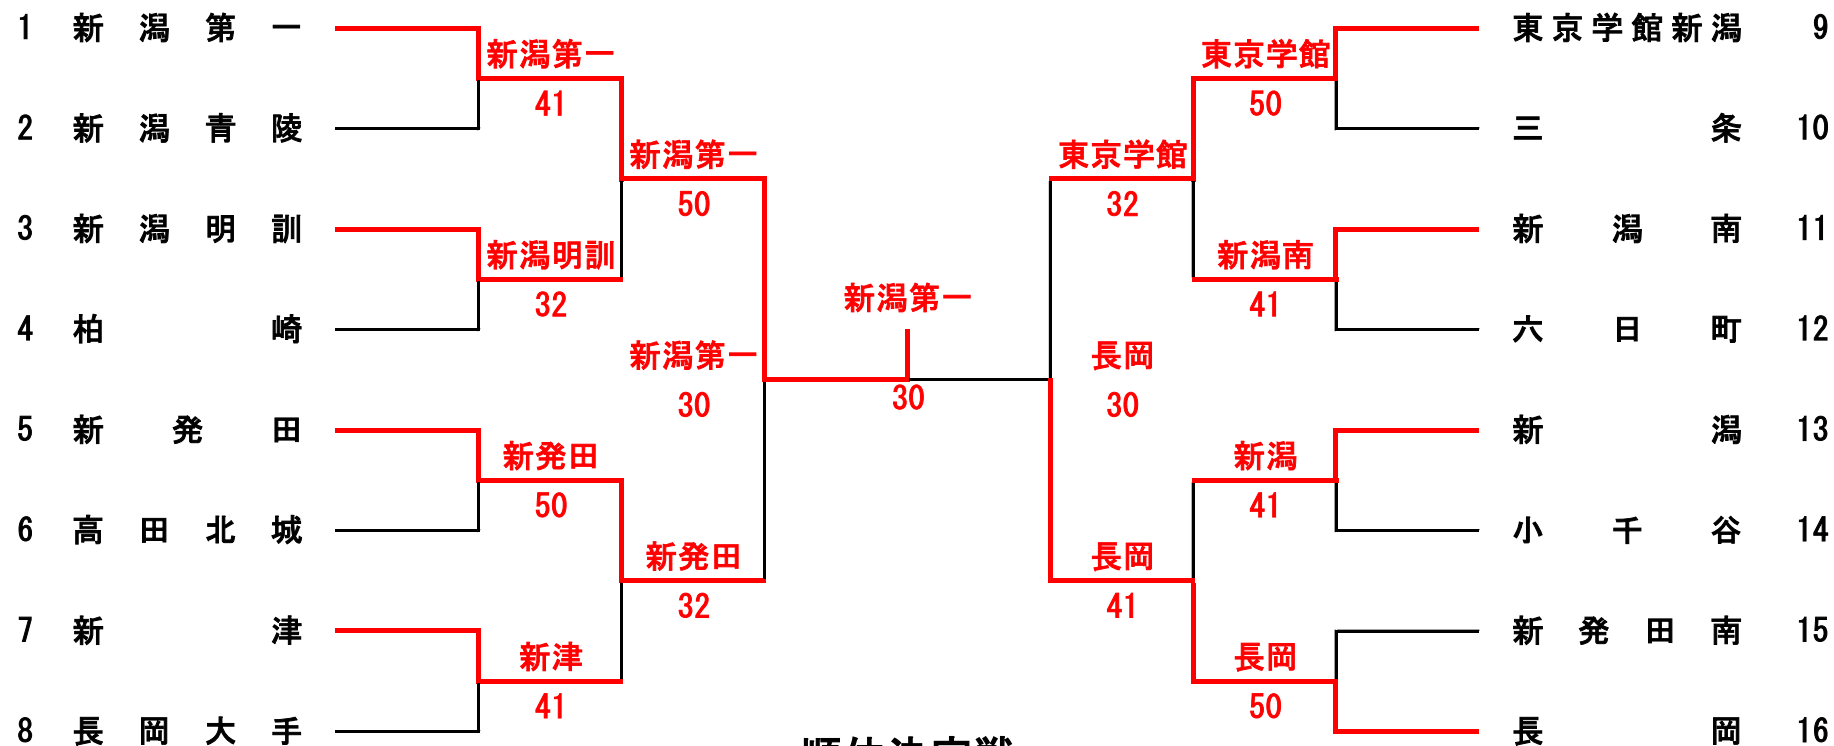 1 新潟第一
2 新潟青陵
3 新潟明訓
4 柏崎
5 新発田
6 高田北城
7 新津
8 長岡大手
新潟第一
41
新潟明訓
32
新発田
50
新津
41
新潟第一
50
新発田
32
新潟第一
30
新潟第一
30
長岡
30
東京学館
32
長岡
41
東京学館
50
新潟南
41
新潟
41
長岡
50
東京学館新潟 9
三条 10
新潟南 11
六日町 12
新潟 13
小千谷 14
新発田南 15
長岡 16